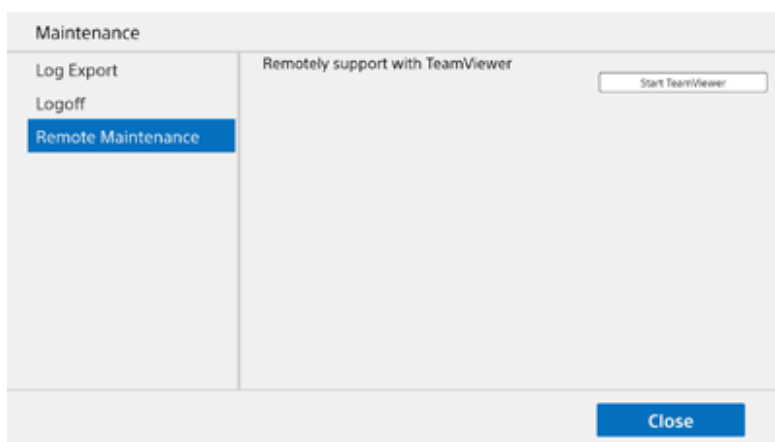 Maintenance
Log Export
Logoff
Remote Maintenance
Remotely support with TeamViewer
Start TeamViewer
Close